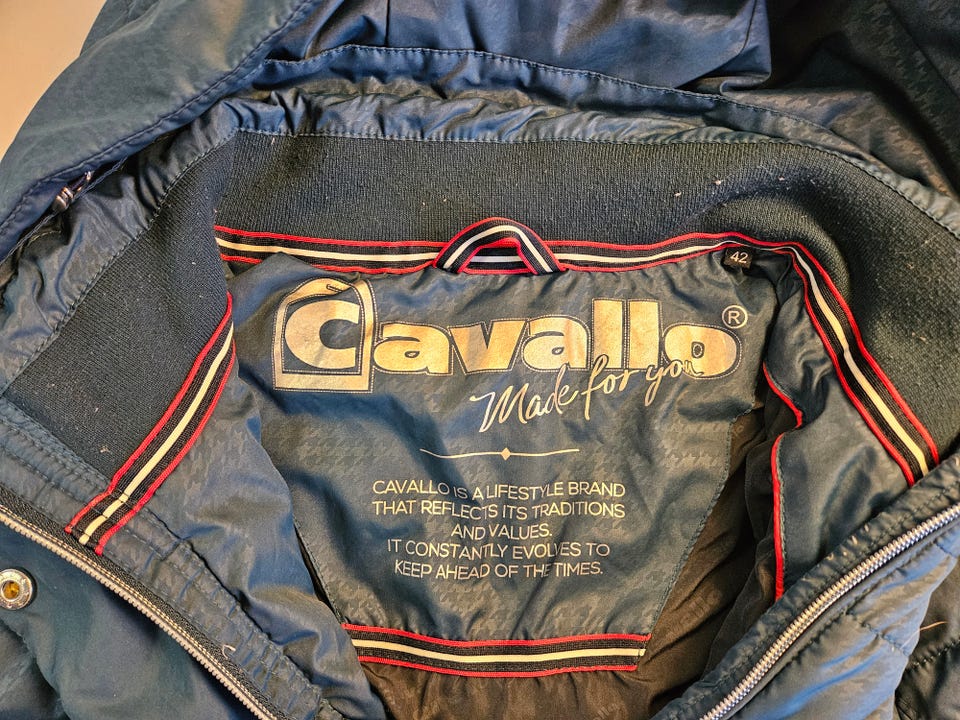 42
Cavallo®
Made for you
CAVALLO IS A LIFESTYLE BRAND
THAT REFLECTS ITS TRADITIONS
AND VALUES.
IT CONSTANTLY EVOLVES TO
KEEP AHEAD OF THE TIMES.